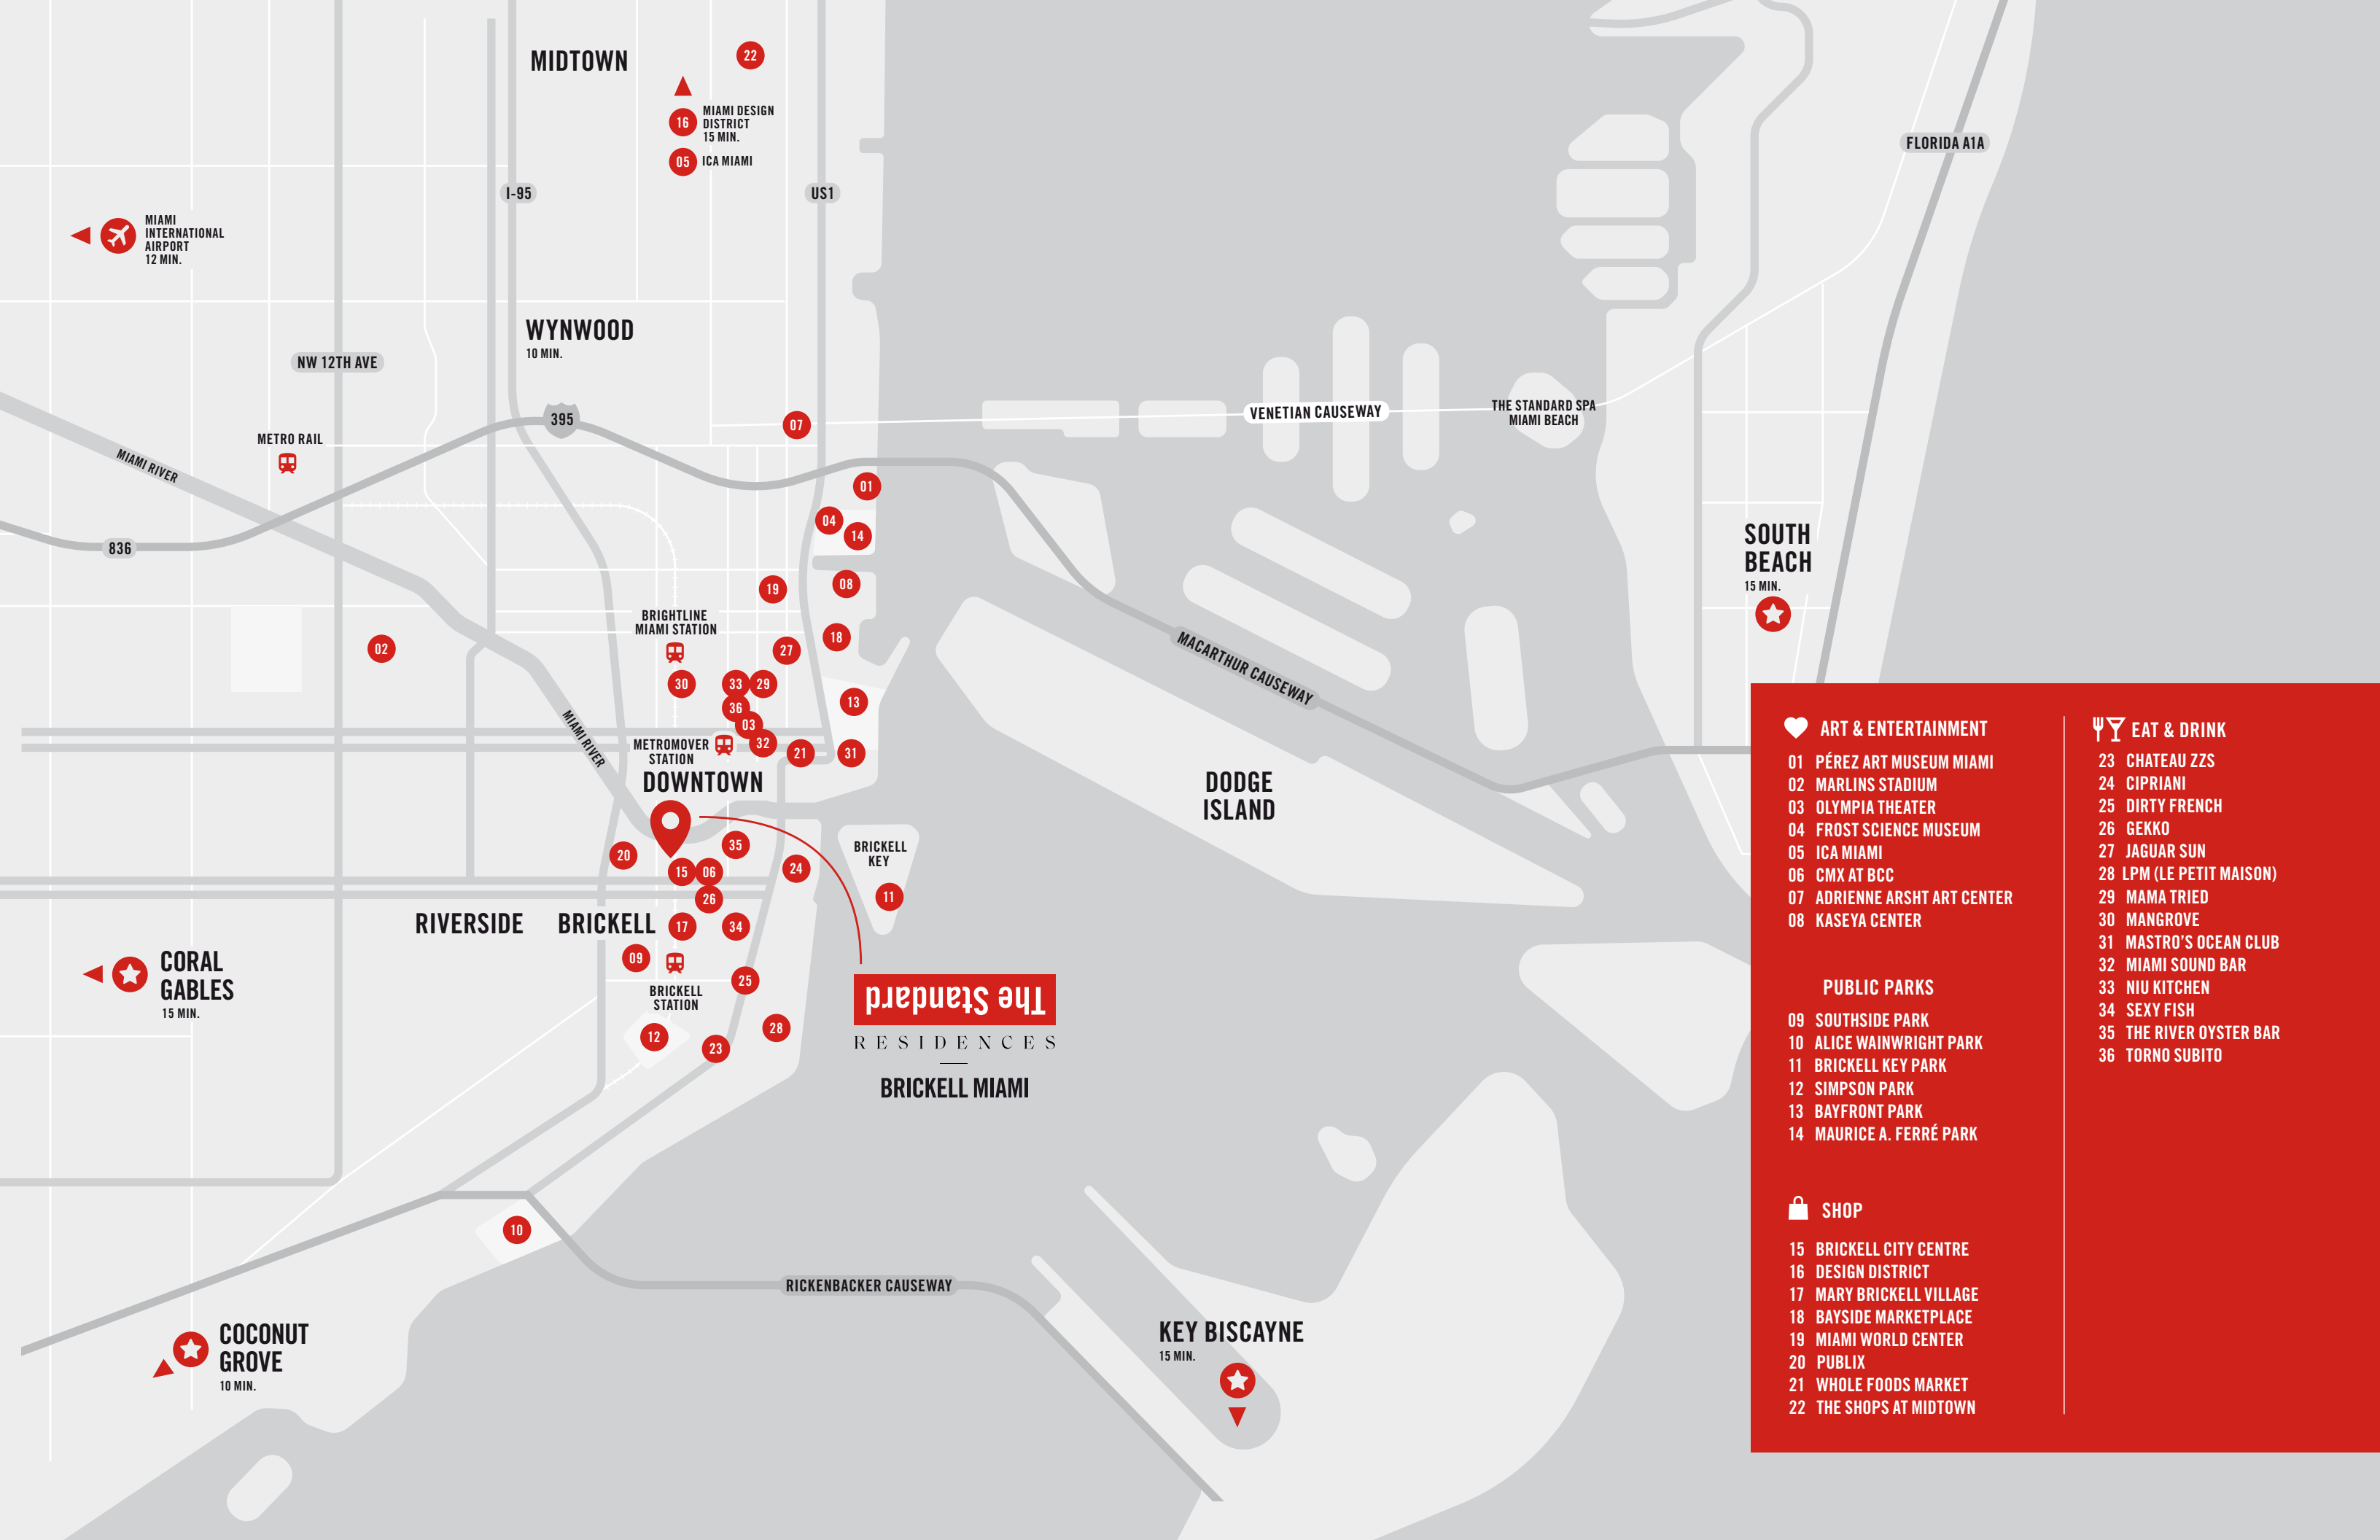 MIDTOWN
22
16
MIAMI DESIGN
DISTRICT
15 MIN.
05
ICA MIAMI
I-95
US1
FLORIDA A1A
MIAMI
INTERNATIONAL
AIRPORT
12 MIN.
WYNWOOD
10 MIN.
NW 12TH AVE
395
METRO RAIL
MIAMI RIVER
836
07
VENETIAN CAUSEWAY
THE STANDARD SPA
MIAMI BEACH
01
04
14
08
19
SOUTH
BEACH
15 MIN.
BRIGHTLINE
MIAMI STATION
02
18
27
30
33
29
36
03
13
32
21
31
MIAMI RIVER
METROMOVER
STATION
DOWNTOWN
MACARTHUR CAUSEWAY
DODGE
ISLAND
BRICKELL
KEY
11
35
20
15
06
24
26
RIVERSIDE
BRICKELL
17
34
09
25
BRICKELL
STATION
12
23
28
CORAL
GABLES
15 MIN.
The Standard
RESIDENCES
BRICKELL MIAMI
10
RICKENBACKER CAUSEWAY
COCONUT
GROVE
10 MIN.
KEY BISCAYNE
15 MIN.
ART & ENTERTAINMENT
01 PÉREZ ART MUSEUM MIAMI
02 MARLINS STADIUM
03 OLYMPIA THEATER
04 FROST SCIENCE MUSEUM
05 ICA MIAMI
06 CMX AT BCC
07 ADRIENNE ARSHT ART CENTER
08 KASEYA CENTER
PUBLIC PARKS
09 SOUTHSIDE PARK
10 ALICE WAINWRIGHT PARK
11 BRICKELL KEY PARK
12 SIMPSON PARK
13 BAYFRONT PARK
14 MAURICE A. FERRÉ PARK
SHOP
15 BRICKELL CITY CENTRE
16 DESIGN DISTRICT
17 MARY BRICKELL VILLAGE
18 BAYSIDE MARKETPLACE
19 MIAMI WORLD CENTER
20 PUBLIX
21 WHOLE FOODS MARKET
22 THE SHOPS AT MIDTOWN
EAT & DRINK
23 CHATEAU ZZS
24 CIPRIANI
25 DIRTY FRENCH
26 GEKKO
27 JAGUAR SUN
28 LPM (LE PETIT MAISON)
29 MAMA TRIED
30 MANGROVE
31 MASTRO'S OCEAN CLUB
32 MIAMI SOUND BAR
33 NIU KITCHEN
34 SEXY FISH
35 THE RIVER OYSTER BAR
36 TORNO SUBITO